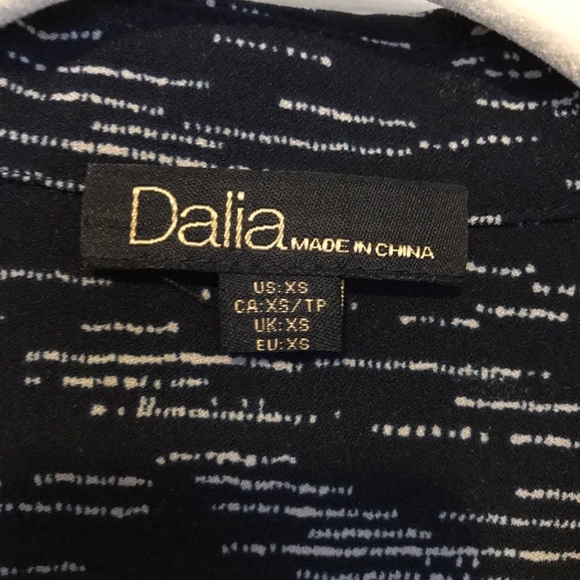 Dalia MADE IN CHINA
US:XS
CA:XS/TP
UK:XS
EU:XS